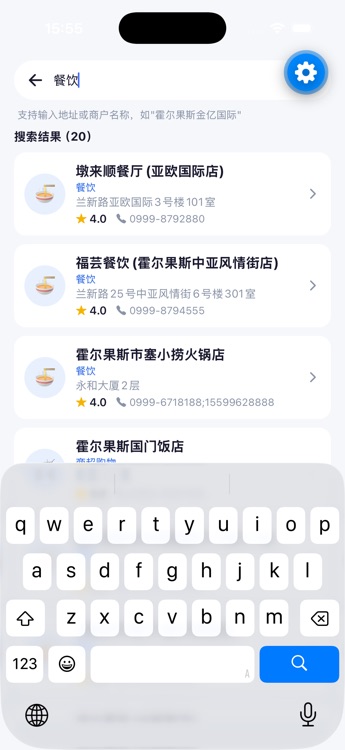 15:55
餐饮
支持输入地址或商户名称，如"霍尔果斯金亿国际"
搜索结果 (20)
墩来顺餐厅 (亚欧国际店)
餐饮
兰新路亚欧国际3号楼101室
4.0 0999-8792880
福芸餐饮 (霍尔果斯中亚风情街店)
餐饮
兰新路25号中亚风情街6号楼301室
4.0 0999-8794555
霍尔果斯市塞小捞火锅店
餐饮
永和大厦2层
4.0 0999-6718188;15599628888
霍尔果斯国门饭店
商超购物
q w e r t y u i o p
a s d f g h j k l
z x c v b n m
123
A